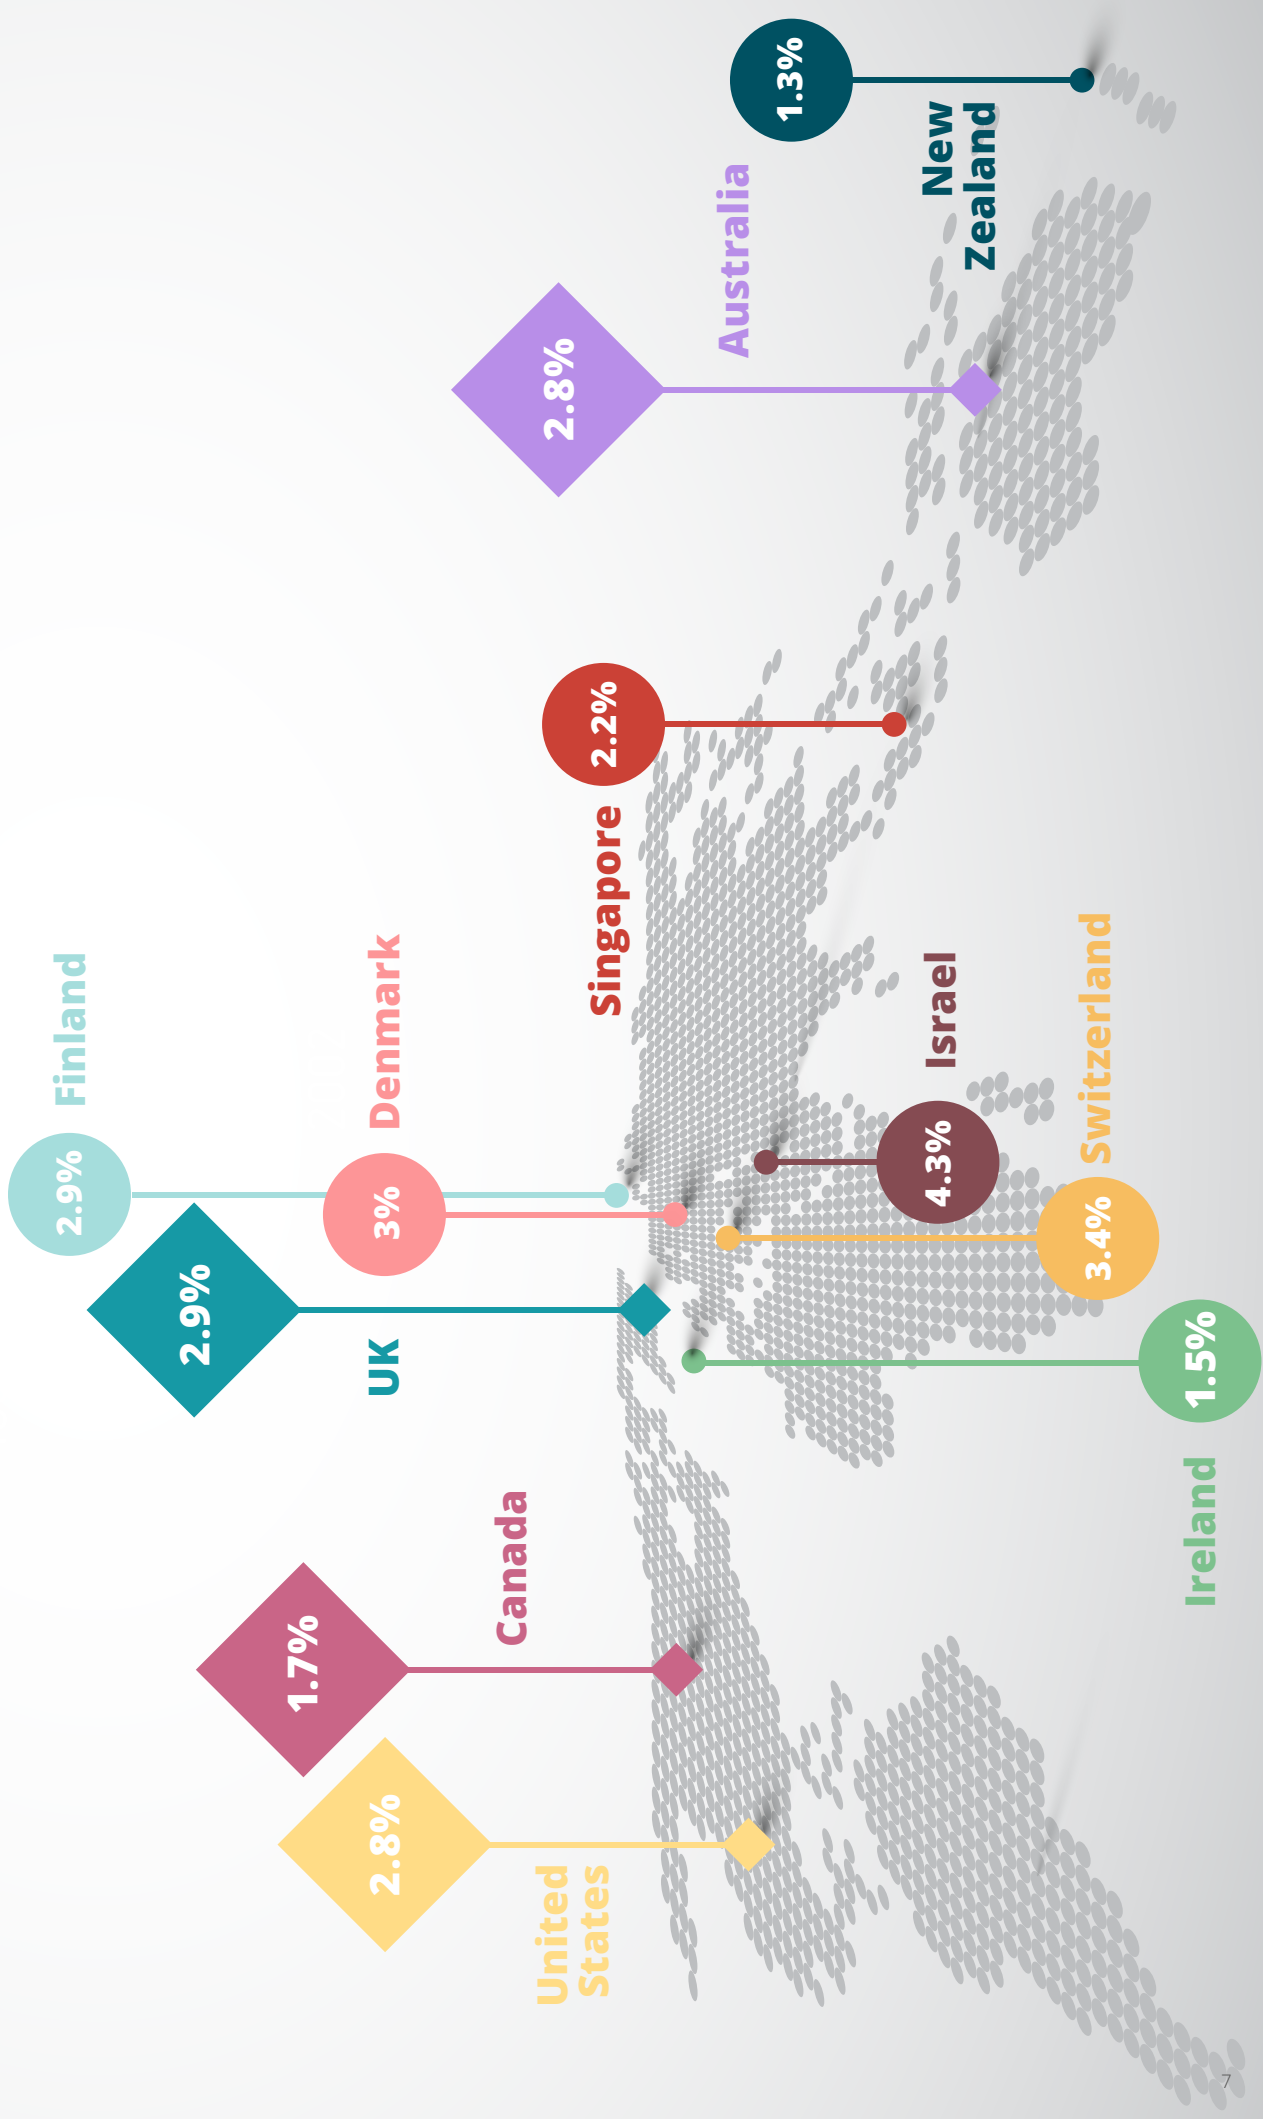 2.9%
Finland
2.9%
UK
1.7%
Canada
3%
Denmark
2.8%
United
States
2.8%
Australia
2.2%
Singapore
1.3%
New
Zealand
4.3%
Israel
3.4%
Switzerland
1.5%
Ireland
7